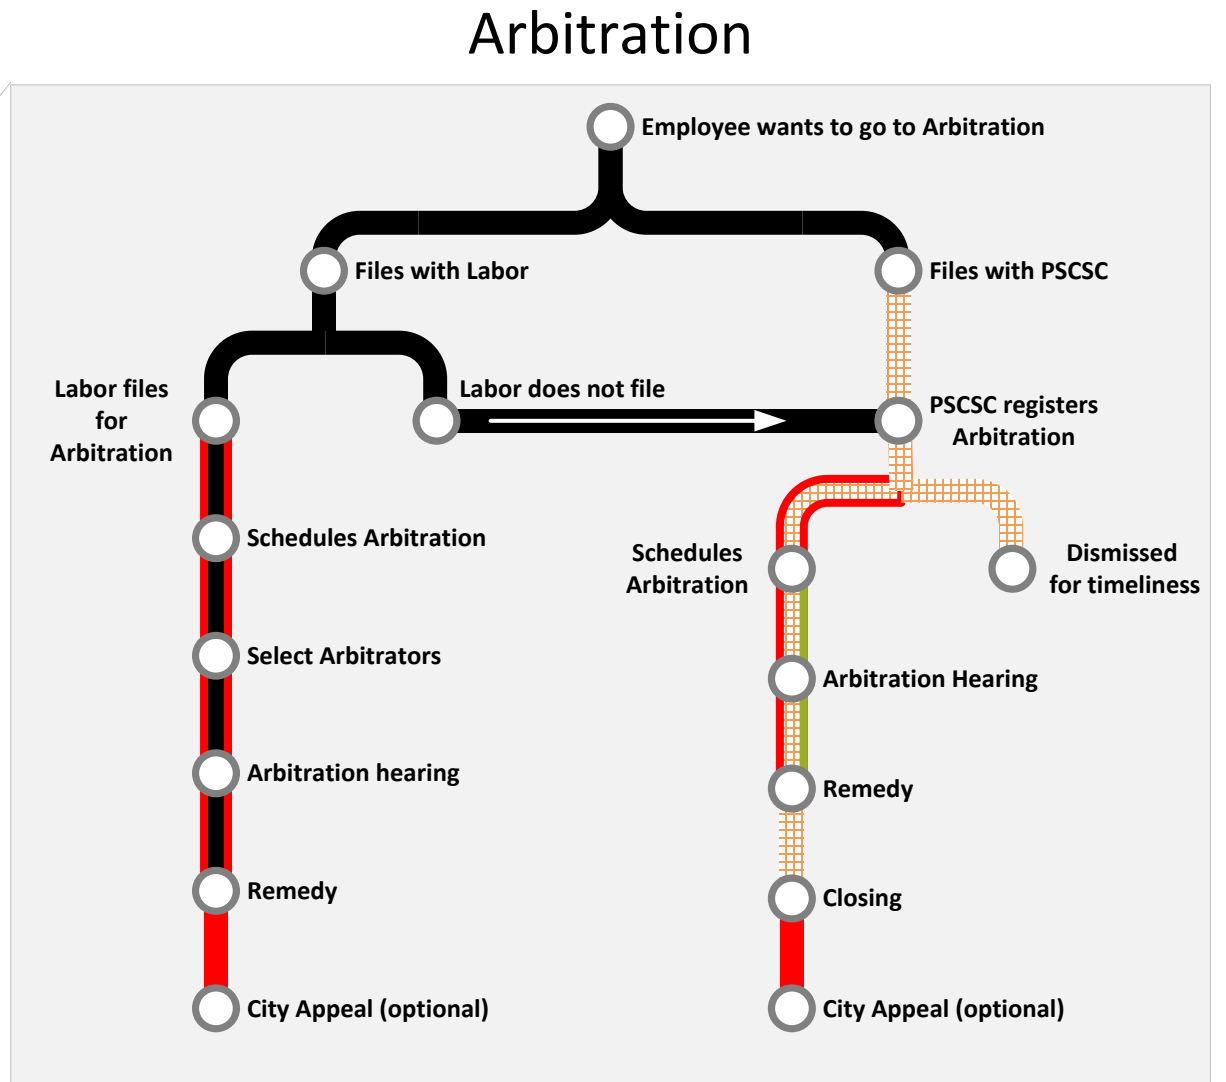 Arbitration
Employee wants to go to Arbitration
Files with Labor
Files with PSCSC
Labor files
for
Arbitration
Labor does not file
PSCSC registers
Arbitration
Schedules Arbitration
Schedules
Arbitration
Dismissed
for timeliness
Select Arbitrators
Arbitration Hearing
Arbitration hearing
Remedy
Remedy
Closing
City Appeal (optional)
City Appeal (optional)